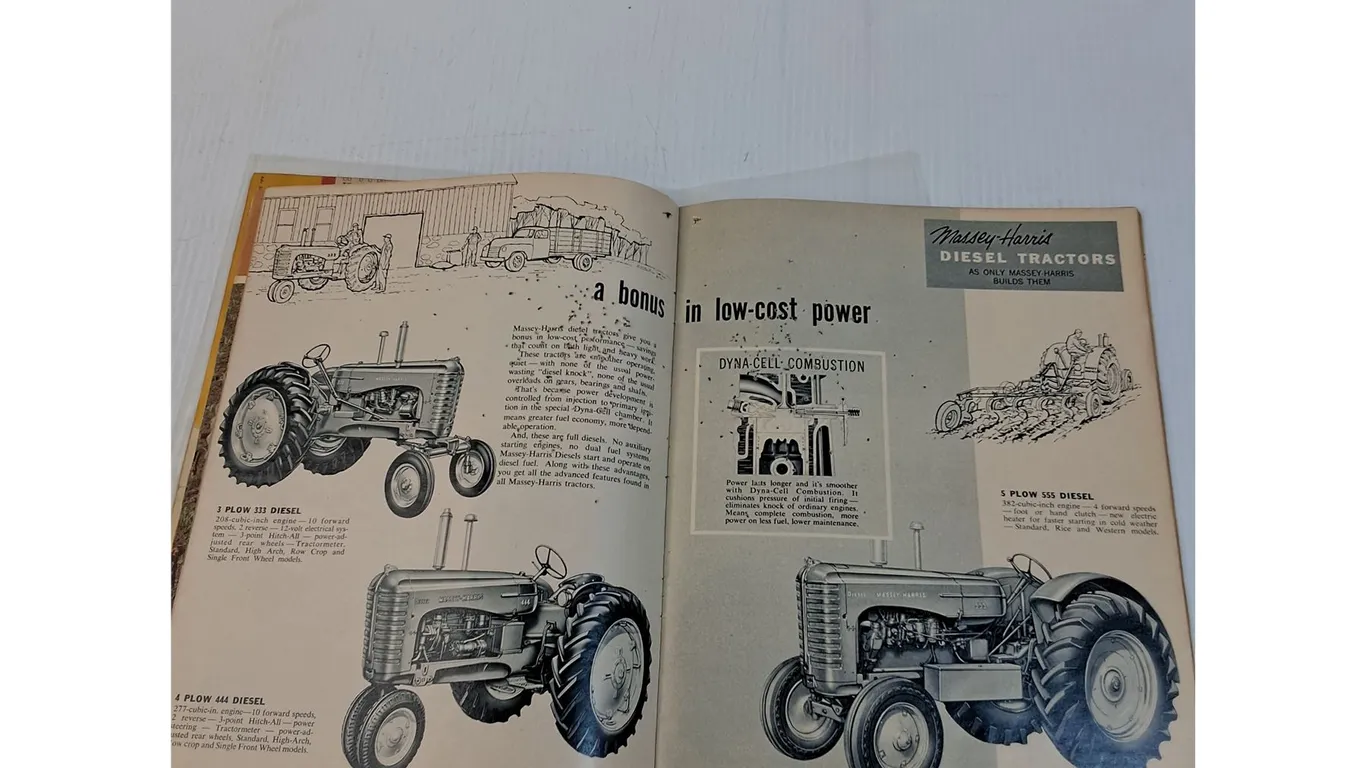 a bonus in low-cost power
Massey-Harris diesel tractors give you a
bonus in low-cost performance — savings
that count on both light and heavy work.
These tractors are smoother operating,
quiet — with none of the usual power-
wasting "diesel knock", none of the usual
overloads on gears, bearings and shafts.
That's because power development is
controlled from injection to primary igni-
tion in the special Dyna-Cell chamber. It
means greater fuel economy, more depend-
able operation.
And, these are full diesels. No auxiliary
starting engines, no dual fuel systems.
Massey-Harris Diesels start and operate on
diesel fuel. Along with these advantages,
you get all the advanced features found in
all Massey-Harris tractors.
3 PLOW 333 DIESEL
208-cubic-inch engine — 10 forward
speeds, 2 reverse — 12-volt electrical sys-
tem — 3-point Hitch-All — power-ad-
justed rear wheels — Tractormeter.
Standard, High Arch, Row Crop and
Single Front Wheel models.
DIESEL MASSEY-HARRIS 444
4 PLOW 444 DIESEL
277-cubic-in. engine — 10 forward speeds,
2 reverse — 3-point Hitch-All — power
steering — Tractormeter — power-ad-
justed rear wheels, Standard, High-Arch,
Row crop and Single Front Wheel models.
Massey-Harris
DIESEL TRACTORS
AS ONLY MASSEY-HARRIS
BUILDS THEM
DYNA-CELL COMBUSTION
Power lasts longer and it's smoother
with Dyna-Cell Combustion. It
cushions pressure of initial firing —
eliminates knock of ordinary engines.
Means complete combustion, more
power on less fuel, lower maintenance.
5 PLOW 555 DIESEL
382-cubic-inch engine — 4 forward speeds
— foot or hand clutch — new electric
heater for faster starting in cold weather
— Standard, Rice and Western models.
DIESEL MASSEY-HARRIS